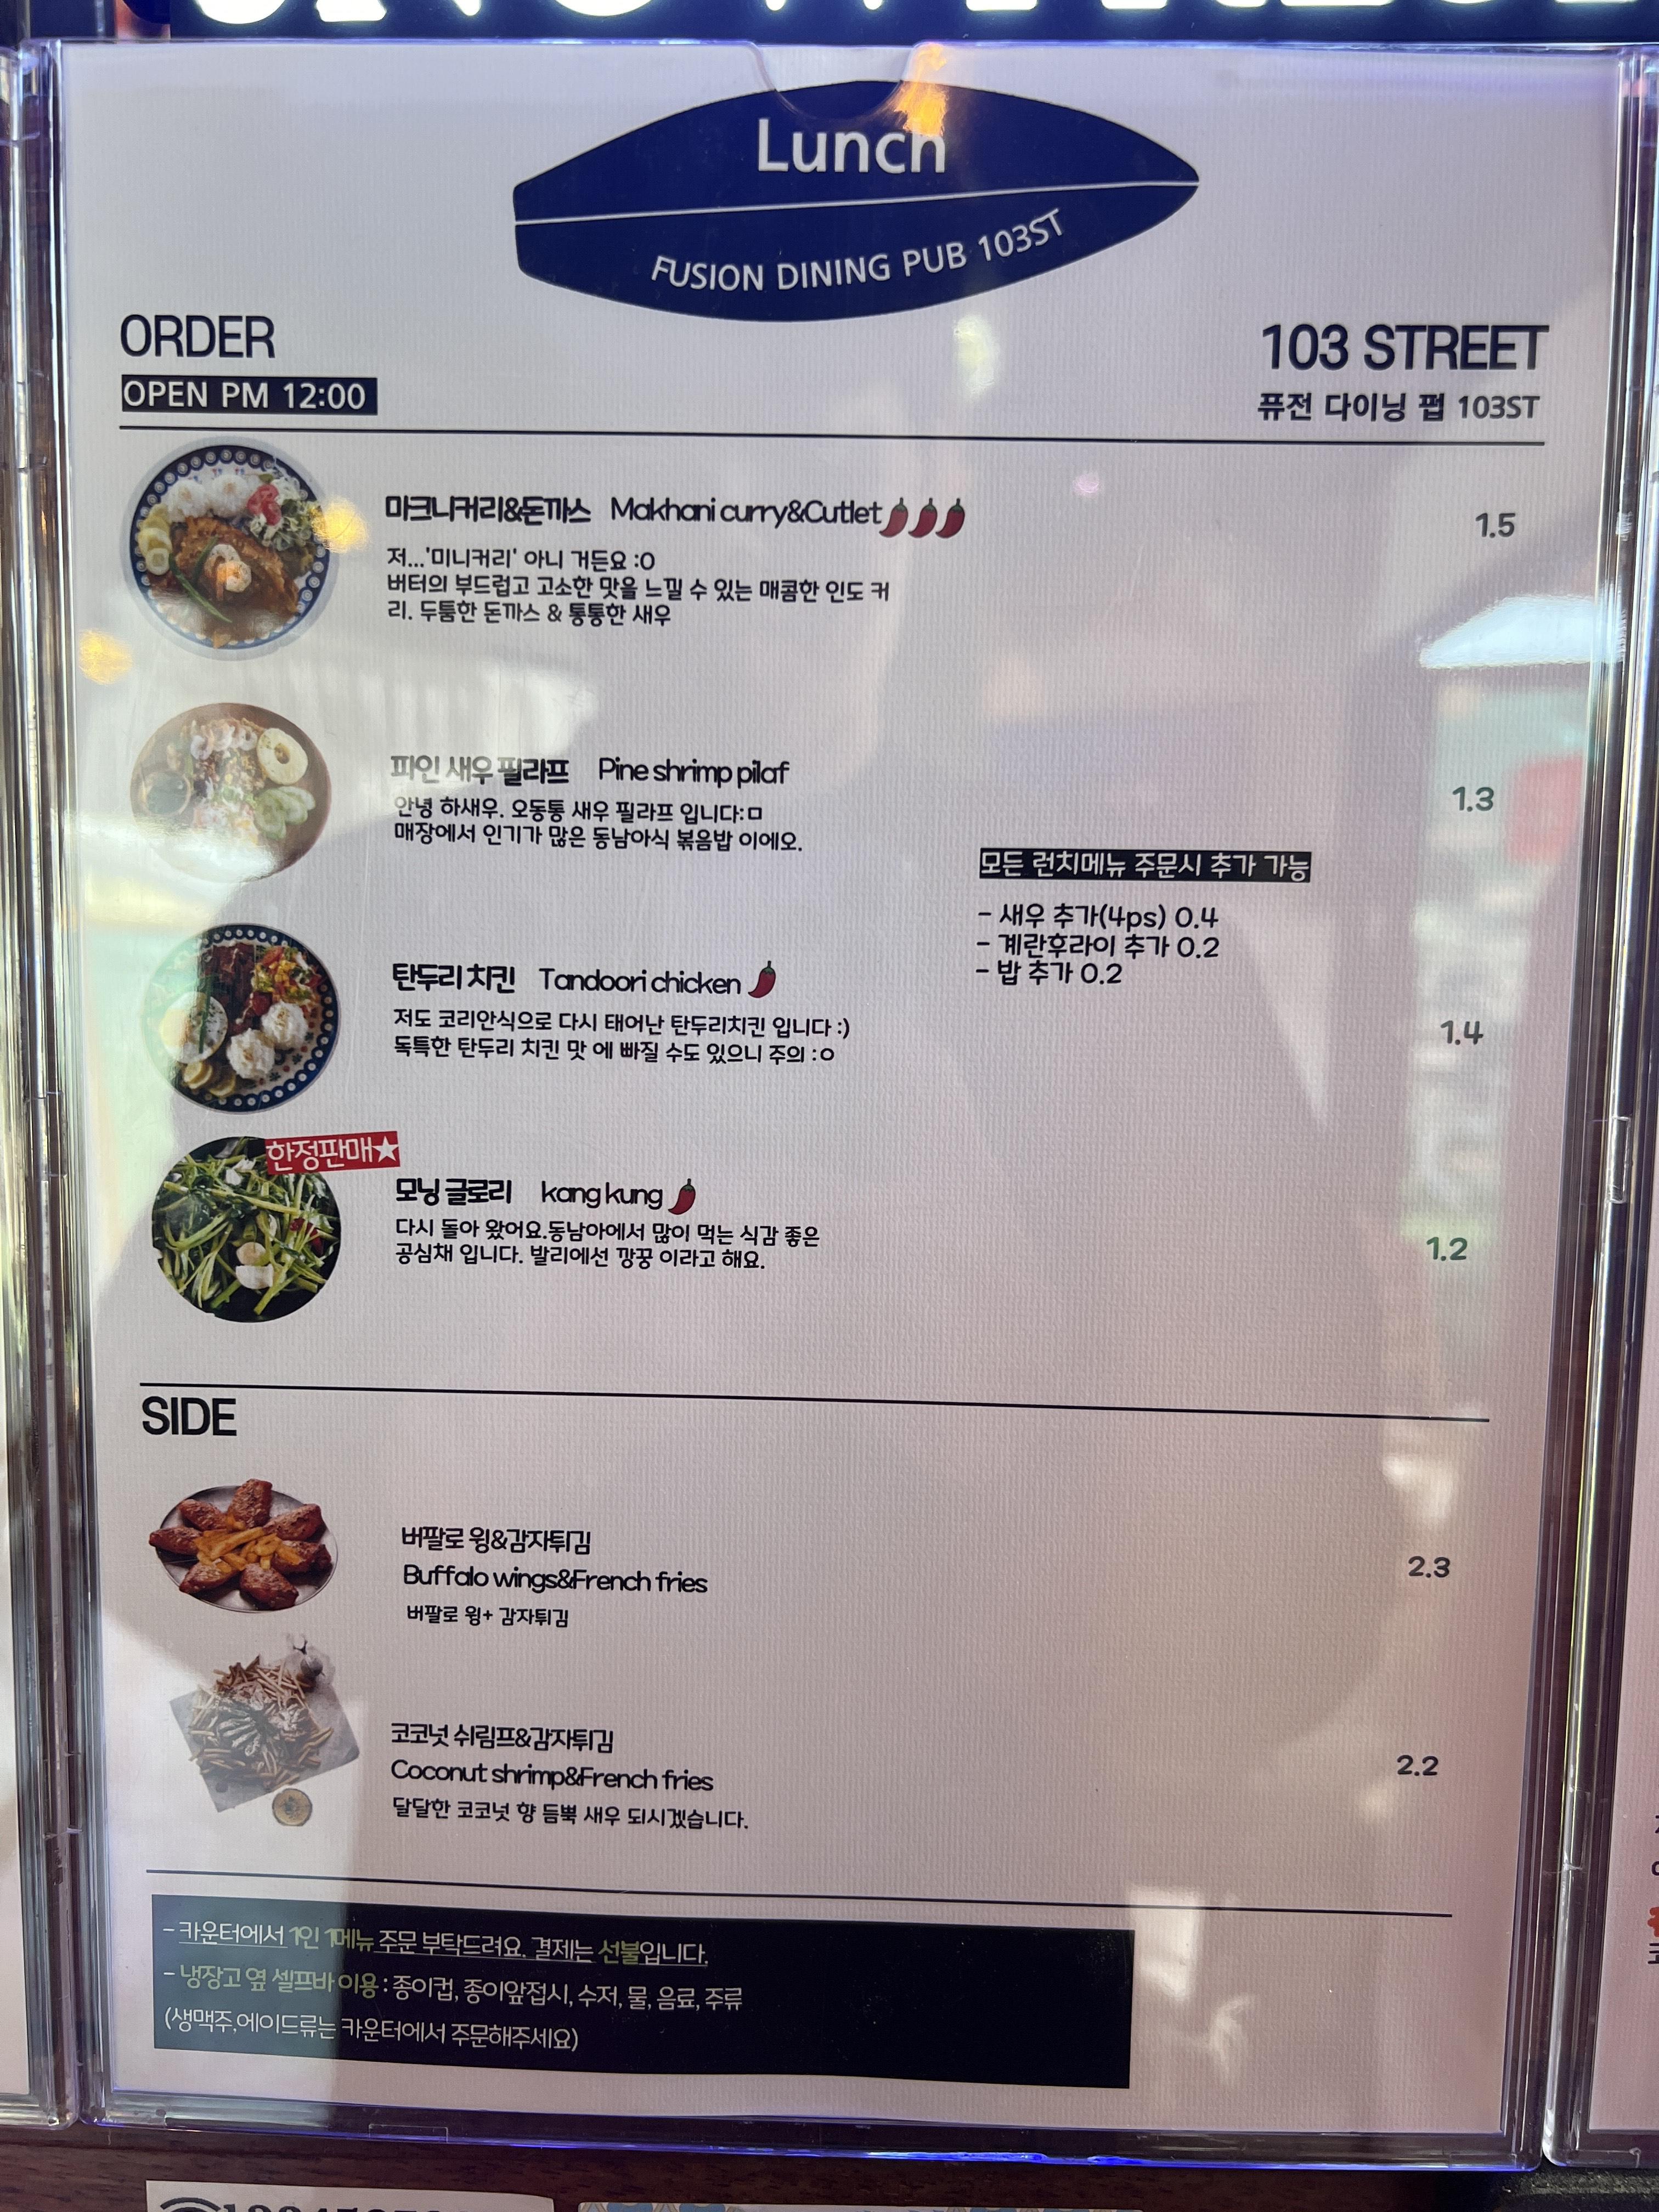 Lunch
FUSION DINING PUB 103ST
ORDER
OPEN PM 12:00
103 STREET
퓨전 다이닝 펍 103ST
마크니커리&돈까스 Makhani curry&Cutlet
1.5
저...'미니커리' 아니 거든요 :O
버터의 부드럽고 고소한 맛을 느낄 수 있는 매콤한 인도 커
리. 두툼한 돈까스 & 통통한 새우
파인 새우 필라프 Pine shrimp pilaf
1.3
안녕 하새우. 오동통 새우 필라프 입니다:ㅁ
매장에서 인기가 많은 동남아식 볶음밥 이에오.
모든 런치메뉴 주문시 추가 가능
- 새우 추가(4ps) 0.4
- 계란후라이 추가 0.2
- 밥 추가 0.2
탄두리 치킨 Tandoori chicken
1.4
저도 코리안식으로 다시 태어난 탄두리치킨 입니다 :)
독특한 탄두리 치킨 맛 에 빠질 수도 있으니 주의 :ㅇ
한정판매★
모닝 글로리 kang kung
1.2
다시 돌아 왔어요.동남아에서 많이 먹는 식감 좋은
공심채 입니다. 발리에선 깡꿍 이라고 해요.
SIDE
버팔로 윙&감자튀김
Buffalo wings&French fries
2.3
버팔로 윙+ 감자튀김
코코넛 쉬림프&감자튀김
Coconut shrimp&French fries
2.2
달달한 코코넛 향 듬뿍 새우 되시겠습니다.
- 카운터에서 1인 1메뉴 주문 부탁드려요. 결제는 선불입니다.
- 냉장고 옆 셀프바 이용 : 종이컵, 종이앞접시, 수저, 물, 음료, 주류
(생맥주,에이드류는 카운터에서 주문해주세요)